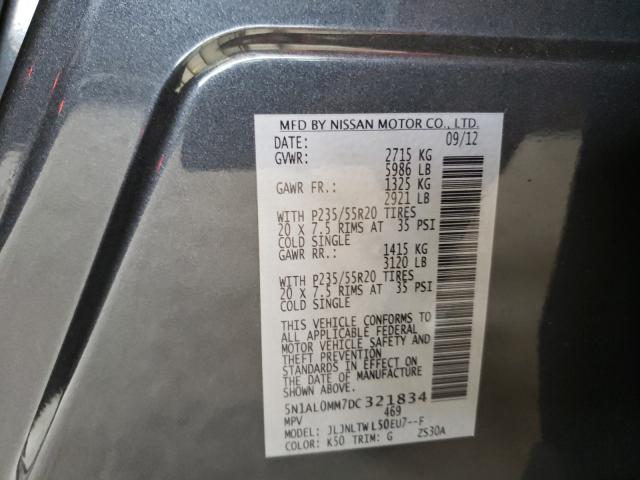 MFD BY NISSAN MOTOR CO., LTD.
DATE: 09/12
GVWR: 2715 KG
5986 LB
GAWR FR.: 1325 KG
2921 LB
WITH P235/55R20 TIRES
20 X 7.5 RIMS AT 35 PSI
COLD SINGLE
GAWR RR.: 1415 KG
3120 LB
WITH P235/55R20 TIRES
20 X 7.5 RIMS AT 35 PSI
COLD SINGLE
THIS VEHICLE CONFORMS TO
ALL APPLICABLE FEDERAL
MOTOR VEHICLE SAFETY AND
THEFT PREVENTION
STANDARDS IN EFFECT ON
THE DATE OF MANUFACTURE
SHOWN ABOVE.
5N1AL0MM7DC321834
MPV 469
MODEL: JLJNLTWL50EU7--F
COLOR: K50 TRIM: G ZS30A